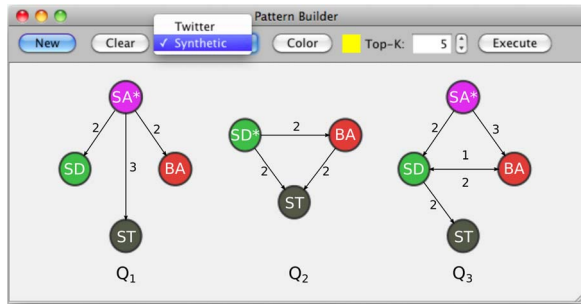 Pattern Builder
Twitter
New Clear ✓ Synthetic Color Top-K: 5 Execute
SA* SA*
2 2 2 3
SD* 2 BA
SD 3 BA 2 2 SD 1 2 BA
ST 2
ST ST
Q1 Q2 Q3